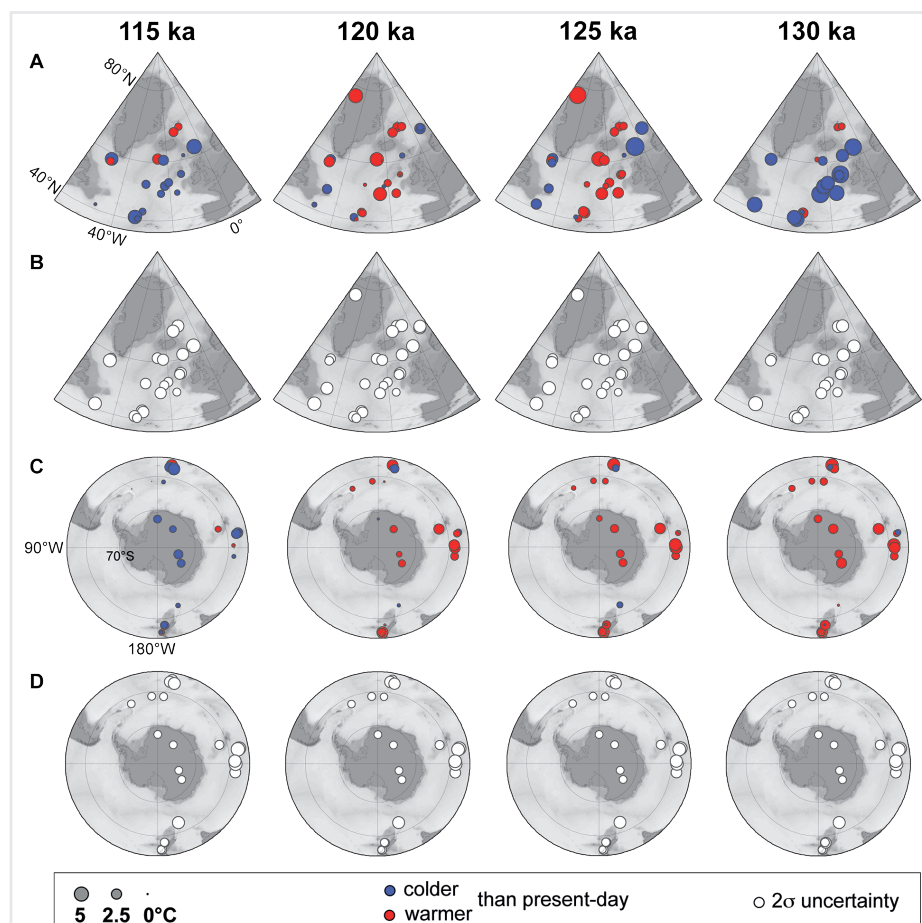 115 ka 120 ka 125 ka 130 ka
A
80°N
40°N
40°W
0°
B
C
90°W
70°S
180°W
D
colder
than present-day
warmer
2σ uncertainty
5 2.5 0°C